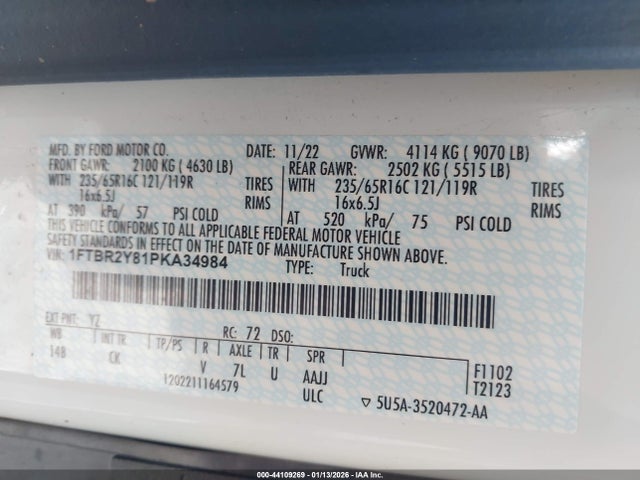 MFD. BY FORD MOTOR CO. DATE: 11/22 GVWR: 4114 KG ( 9070 LB)
FRONT GAWR: 2100 KG ( 4630 LB) REAR GAWR: 2502 KG ( 5515 LB)
WITH 235/65R16C 121/119R TIRES WITH 235/65R16C 121/119R TIRES
16x6.5J RIMS 16x6.5J RIMS
AT 390 kPa/ 57 PSI COLD AT 520 kPa/ 75 PSI COLD
THIS VEHICLE CONFORMS TO ALL APPLICABLE FEDERAL MOTOR VEHICLE
SAFETY STANDARDS IN EFFECT ON THE DATE OF MANUFACTURE SHOWN ABOVE.
VIN: 1FTBR2Y81PKA34984 TYPE: Truck
EXT PNT: YZ RC: 72 DSO:
WB INT TR TP/PS R AXLE TR SPR F1102
14B CK V 7L U AAJJ T2123
1202211164579 ULC ▽ 5U5A-3520472-AA
000-44109269 | 01/13/2026 | IAA Inc.